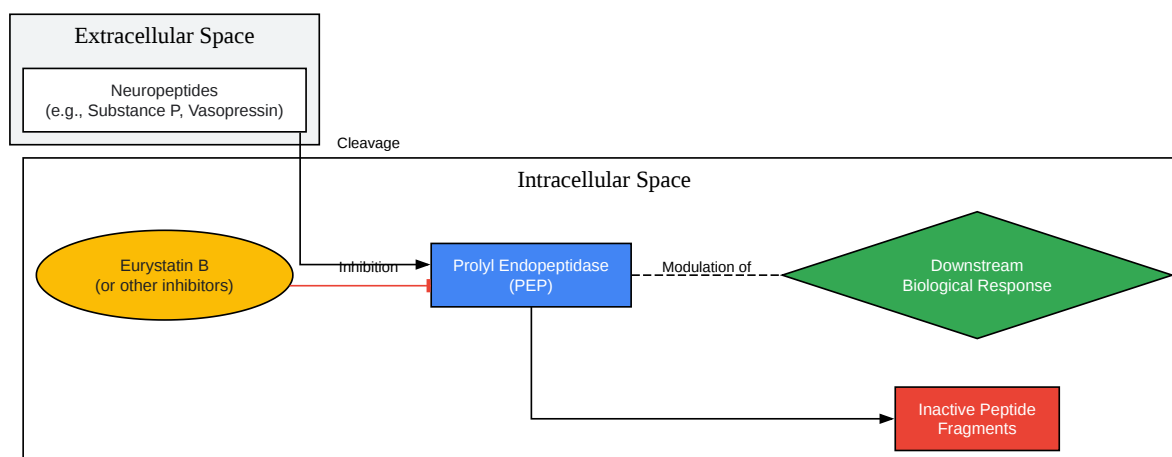 Extracellular Space
Neuropeptides
(e.g., Substance P, Vasopressin)
Cleavage
Intracellular Space
Eurystatin B
(or other inhibitors)
Inhibition
Prolyl Endopeptidase
(PEP)
Modulation of
Downstream
Biological Response
Inactive Peptide
Fragments